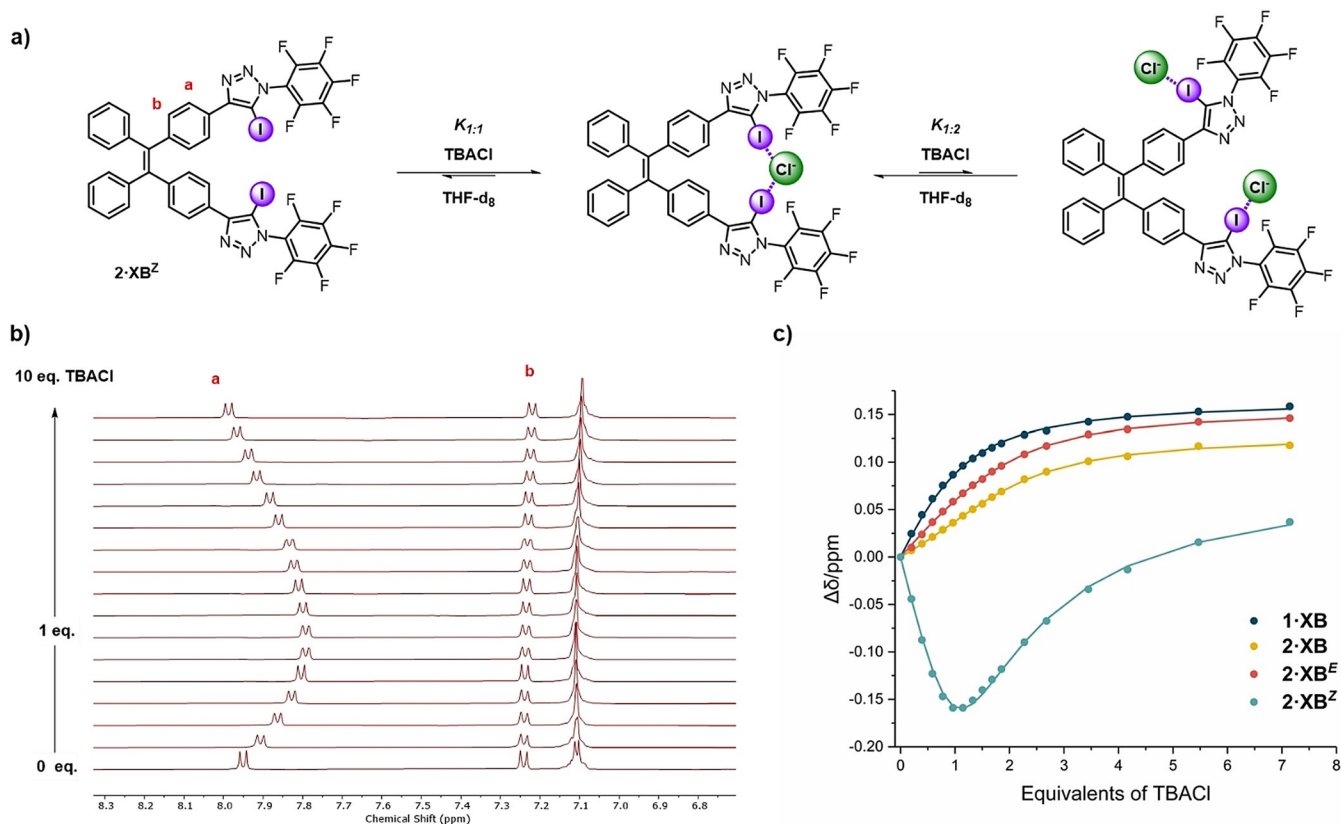 a)
F
F
F
F
F
N
N
N
a
b
I
I
N
N
N
F
F
F
F
F
2·XBᶻ
K1:1
TBACl
THF-d8
F
F
F
F
F
N
N
N
I
Cl-
I
N
N
N
F
F
F
F
F
K1:2
TBACl
THF-d8
F
F
F
F
F
Cl-
I
N
N
N
Cl-
I
N
N
N
F
F
F
F
F
b)
10 eq. TBACl
a
b
1 eq.
0 eq.
8.3 8.2 8.1 8.0 7.9 7.8 7.7 7.6 7.5 7.4 7.3 7.2 7.1 7.0 6.9 6.8
Chemical Shift (ppm)
c)
Δδ/ppm
0.15
0.10
0.05
0.00
-0.05
-0.10
-0.15
-0.20
1·XB
2·XB
2·XBᴱ
2·XBᶻ
0 1 2 3 4 5 6 7 8
Equivalents of TBACl